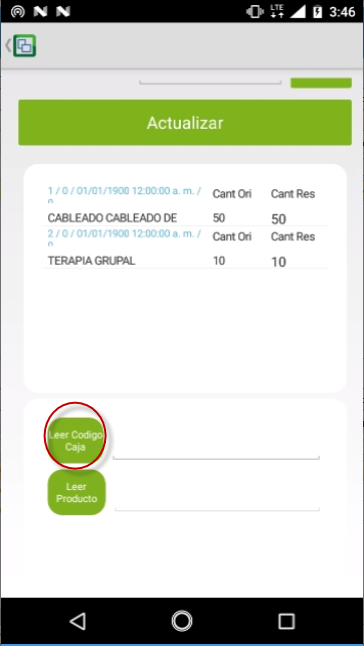 LTE 3:46
Actualizar
1 / 0 / 01/01/1900 12:00:00 a. m. / Cant Ori Cant Res
0
CABLEADO CABLEADO DE 50 50
2 / 0 / 01/01/1900 12:00:00 a. m. / Cant Ori Cant Res
0
TERAPIA GRUPAL 10 10
Leer Codigo
Caja
Leer
Producto